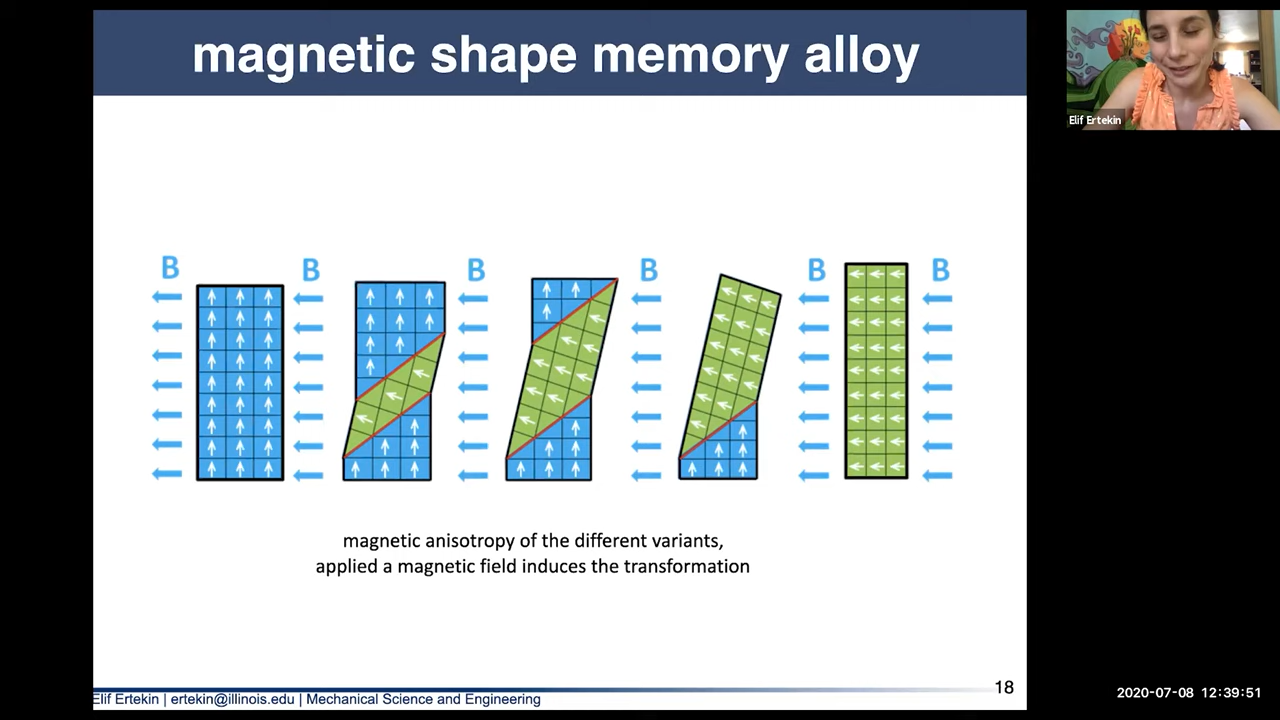 magnetic shape memory alloy
Elif Ertekin
B B B B B B
magnetic anisotropy of the different variants,
applied a magnetic field induces the transformation
18
Elif Ertekin | ertekin@illinois.edu | Mechanical Science and Engineering
2020-07-08 12:39:51